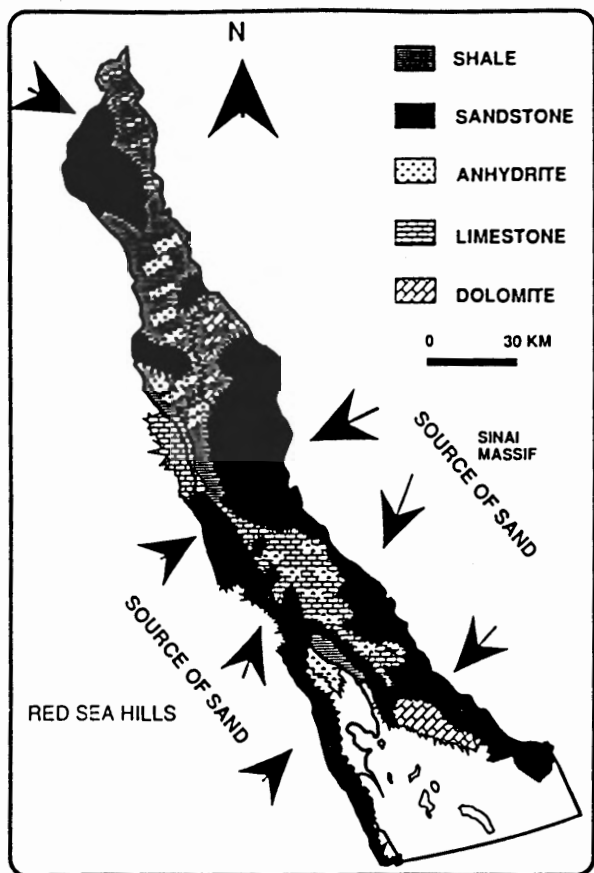 N
SHALE
SANDSTONE
ANHYDRITE
LIMESTONE
DOLOMITE
0 30 KM
SINAI
MASSIF
SOURCE OF SAND
SOURCE OF SAND
RED SEA HILLS